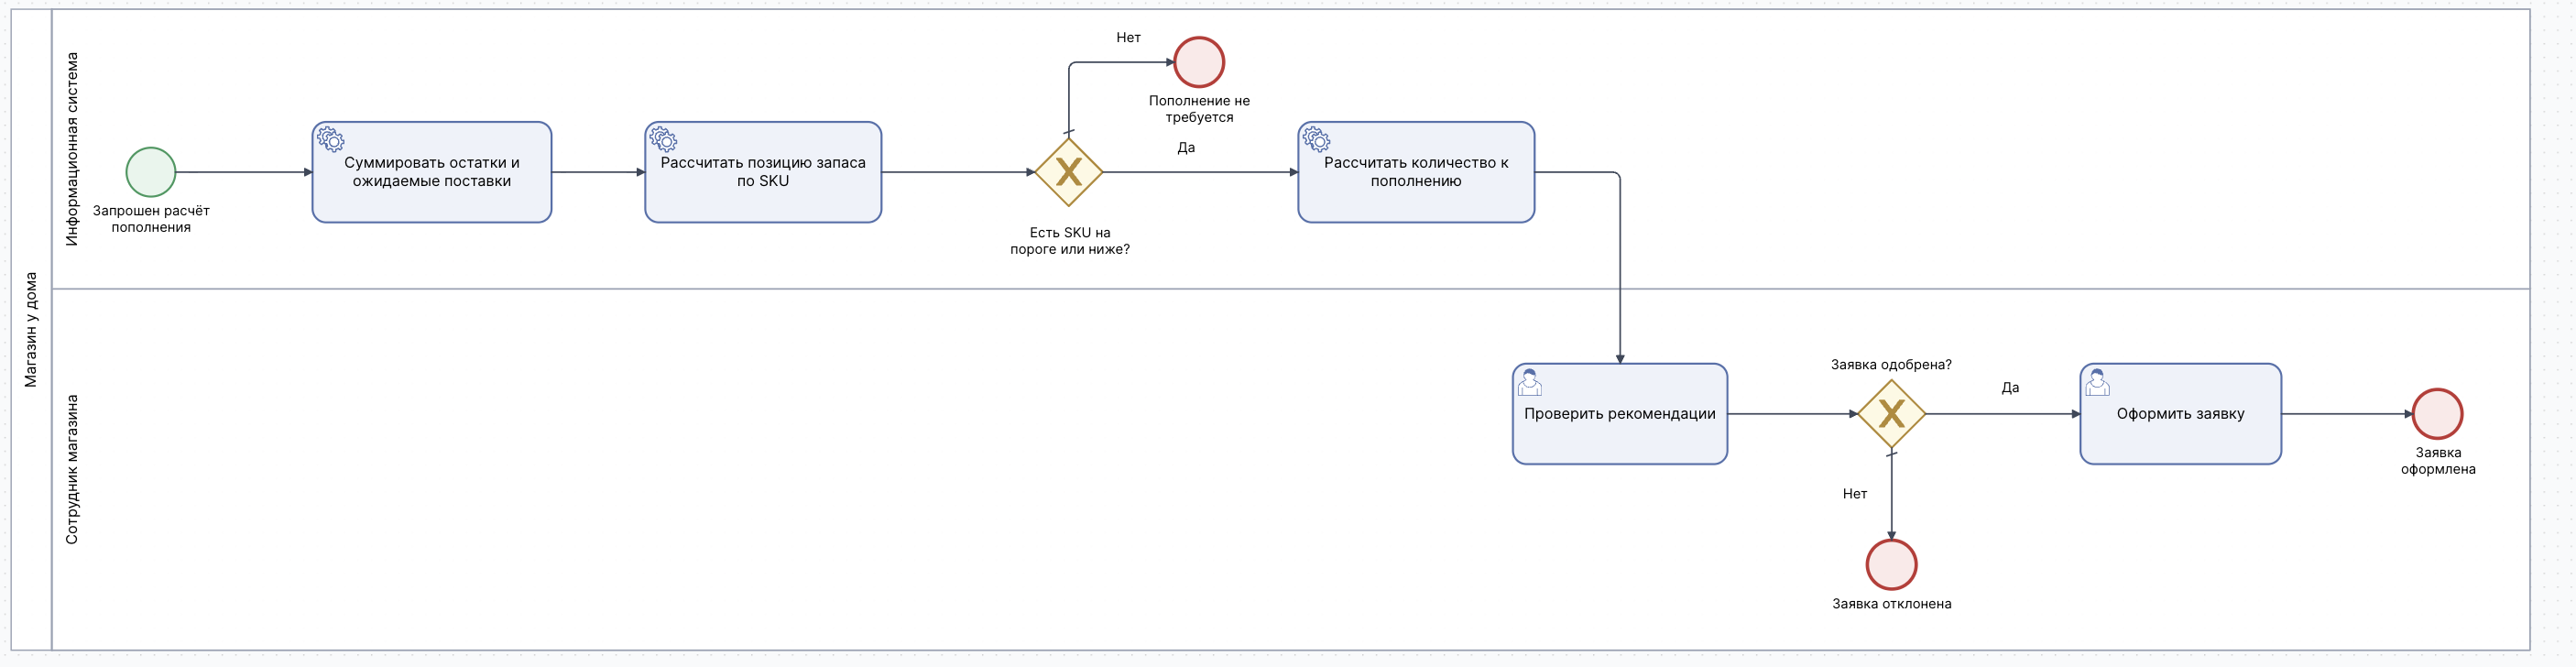 Магазин у дома
Информационная система
Запрошен расчёт
пополнения
Суммировать остатки и
ожидаемые поставки
Рассчитать позицию запаса
по SKU
Есть SKU на
пороге или ниже?
Нет
Пополнение не
требуется
Да
Рассчитать количество к
пополнению
Сотрудник магазина
Проверить рекомендации
Заявка одобрена?
Да
Оформить заявку
Заявка
оформлена
Нет
Заявка отклонена